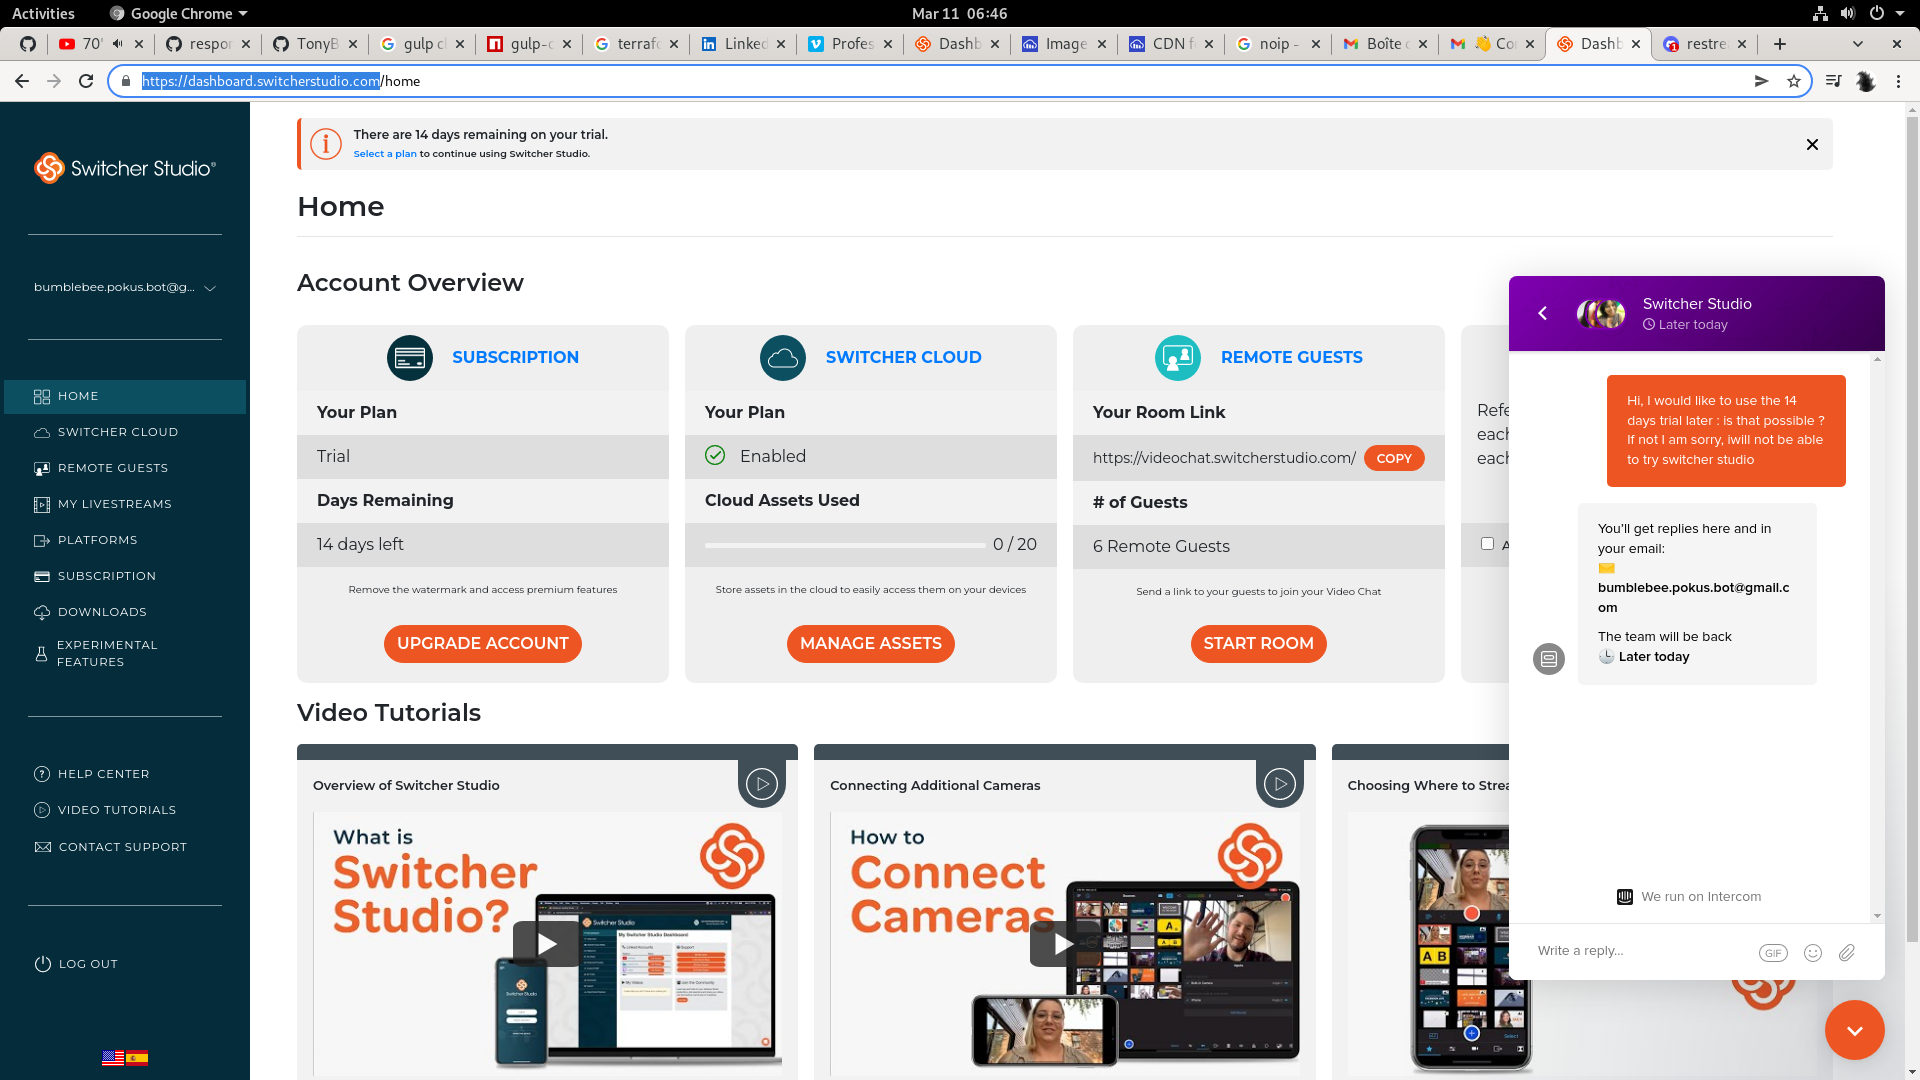 Activities
Google Chrome
Mar 11 06:46
70'
respor
TonyB
gulp cl
gulp-c
terrafo
Linked
Profes
Dashb
Image
CDN f
noip -
Boîte d
👋 Co
Dashb
restre
https://dashboard.switcherstudio.com/home
Switcher Studio®
bumblebee.pokus.bot@g...
HOME
SWITCHER CLOUD
REMOTE GUESTS
MY LIVESTREAMS
PLATFORMS
SUBSCRIPTION
DOWNLOADS
EXPERIMENTAL
FEATURES
HELP CENTER
VIDEO TUTORIALS
CONTACT SUPPORT
LOG OUT
There are 14 days remaining on your trial.
Select a plan to continue using Switcher Studio.
Home
Account Overview
SUBSCRIPTION
Your Plan
Trial
Days Remaining
14 days left
Remove the watermark and access premium features
UPGRADE ACCOUNT
SWITCHER CLOUD
Your Plan
Enabled
Cloud Assets Used
0 / 20
Store assets in the cloud to easily access them on your devices
MANAGE ASSETS
REMOTE GUESTS
Your Room Link
https://videochat.switcherstudio.com/
COPY
# of Guests
6 Remote Guests
Send a link to your guests to join your Video Chat
START ROOM
Refe
each
each
Video Tutorials
Overview of Switcher Studio
What is
Switcher
Studio?
Connecting Additional Cameras
How to
Connect
Cameras
Choosing Where to Strea
Switcher Studio
Later today
Hi, I would like to use the 14
days trial later : is that possible ?
If not I am sorry, iwill not be able
to try switcher studio
You'll get replies here and in
your email:
✉️
bumblebee.pokus.bot@gmail.c
om
The team will be back
🕒 Later today
We run on Intercom
Write a reply...
GIF